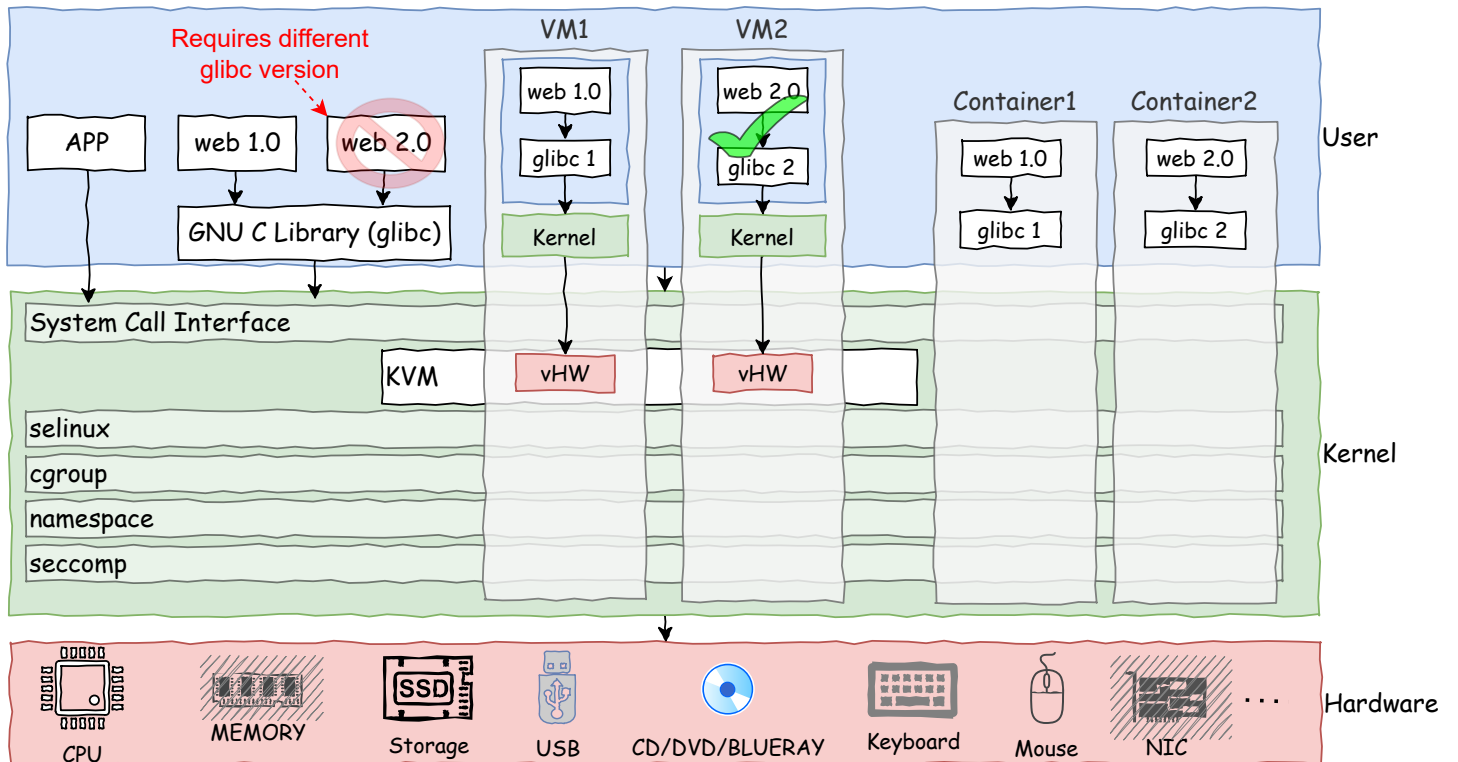 Requires different
glibc version
APP
web 1.0
web 2.0
GNU C Library (glibc)
VM1
web 1.0
glibc 1
Kernel
VM2
web 2.0
glibc 2
Kernel
Container1
web 1.0
glibc 1
Container2
web 2.0
glibc 2
User
System Call Interface
KVM
vHW
vHW
selinux
cgroup
namespace
seccomp
Kernel
CPU
MEMORY
SSD
Storage
USB
CD/DVD/BLUERAY
Keyboard
Mouse
NIC
...
Hardware